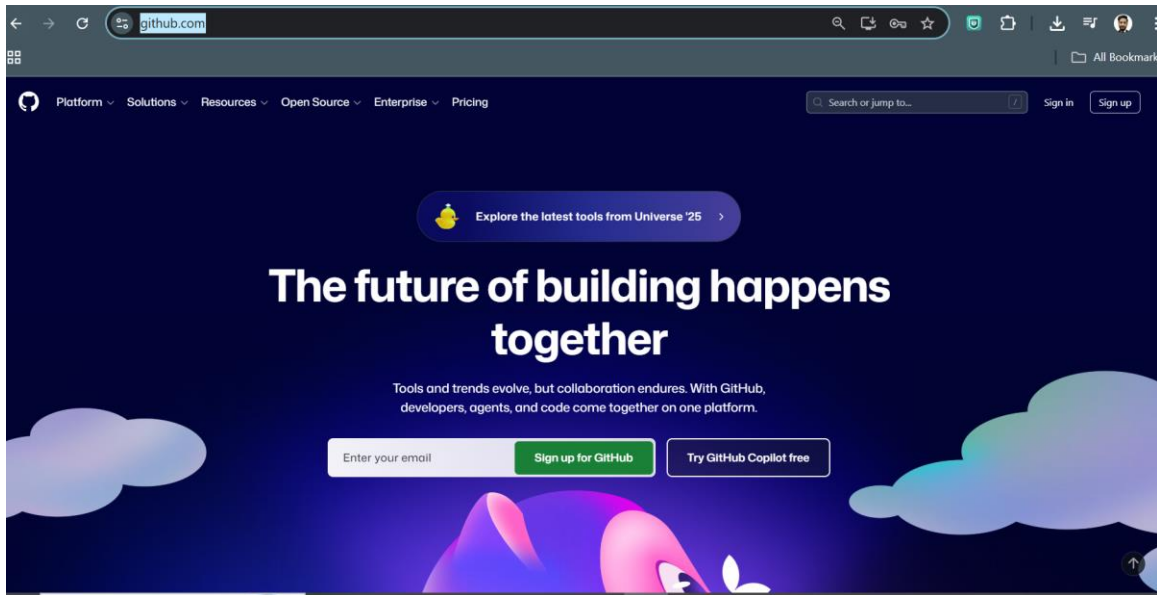 github.com
All Bookmark
Platform Solutions Resources Open Source Enterprise Pricing Search or jump to... / Sign in Sign up
Explore the latest tools from Universe '25
The future of building happens
together
Tools and trends evolve, but collaboration endures. With GitHub,
developers, agents, and code come together on one platform.
Enter your email Sign up for GitHub Try GitHub Copilot free